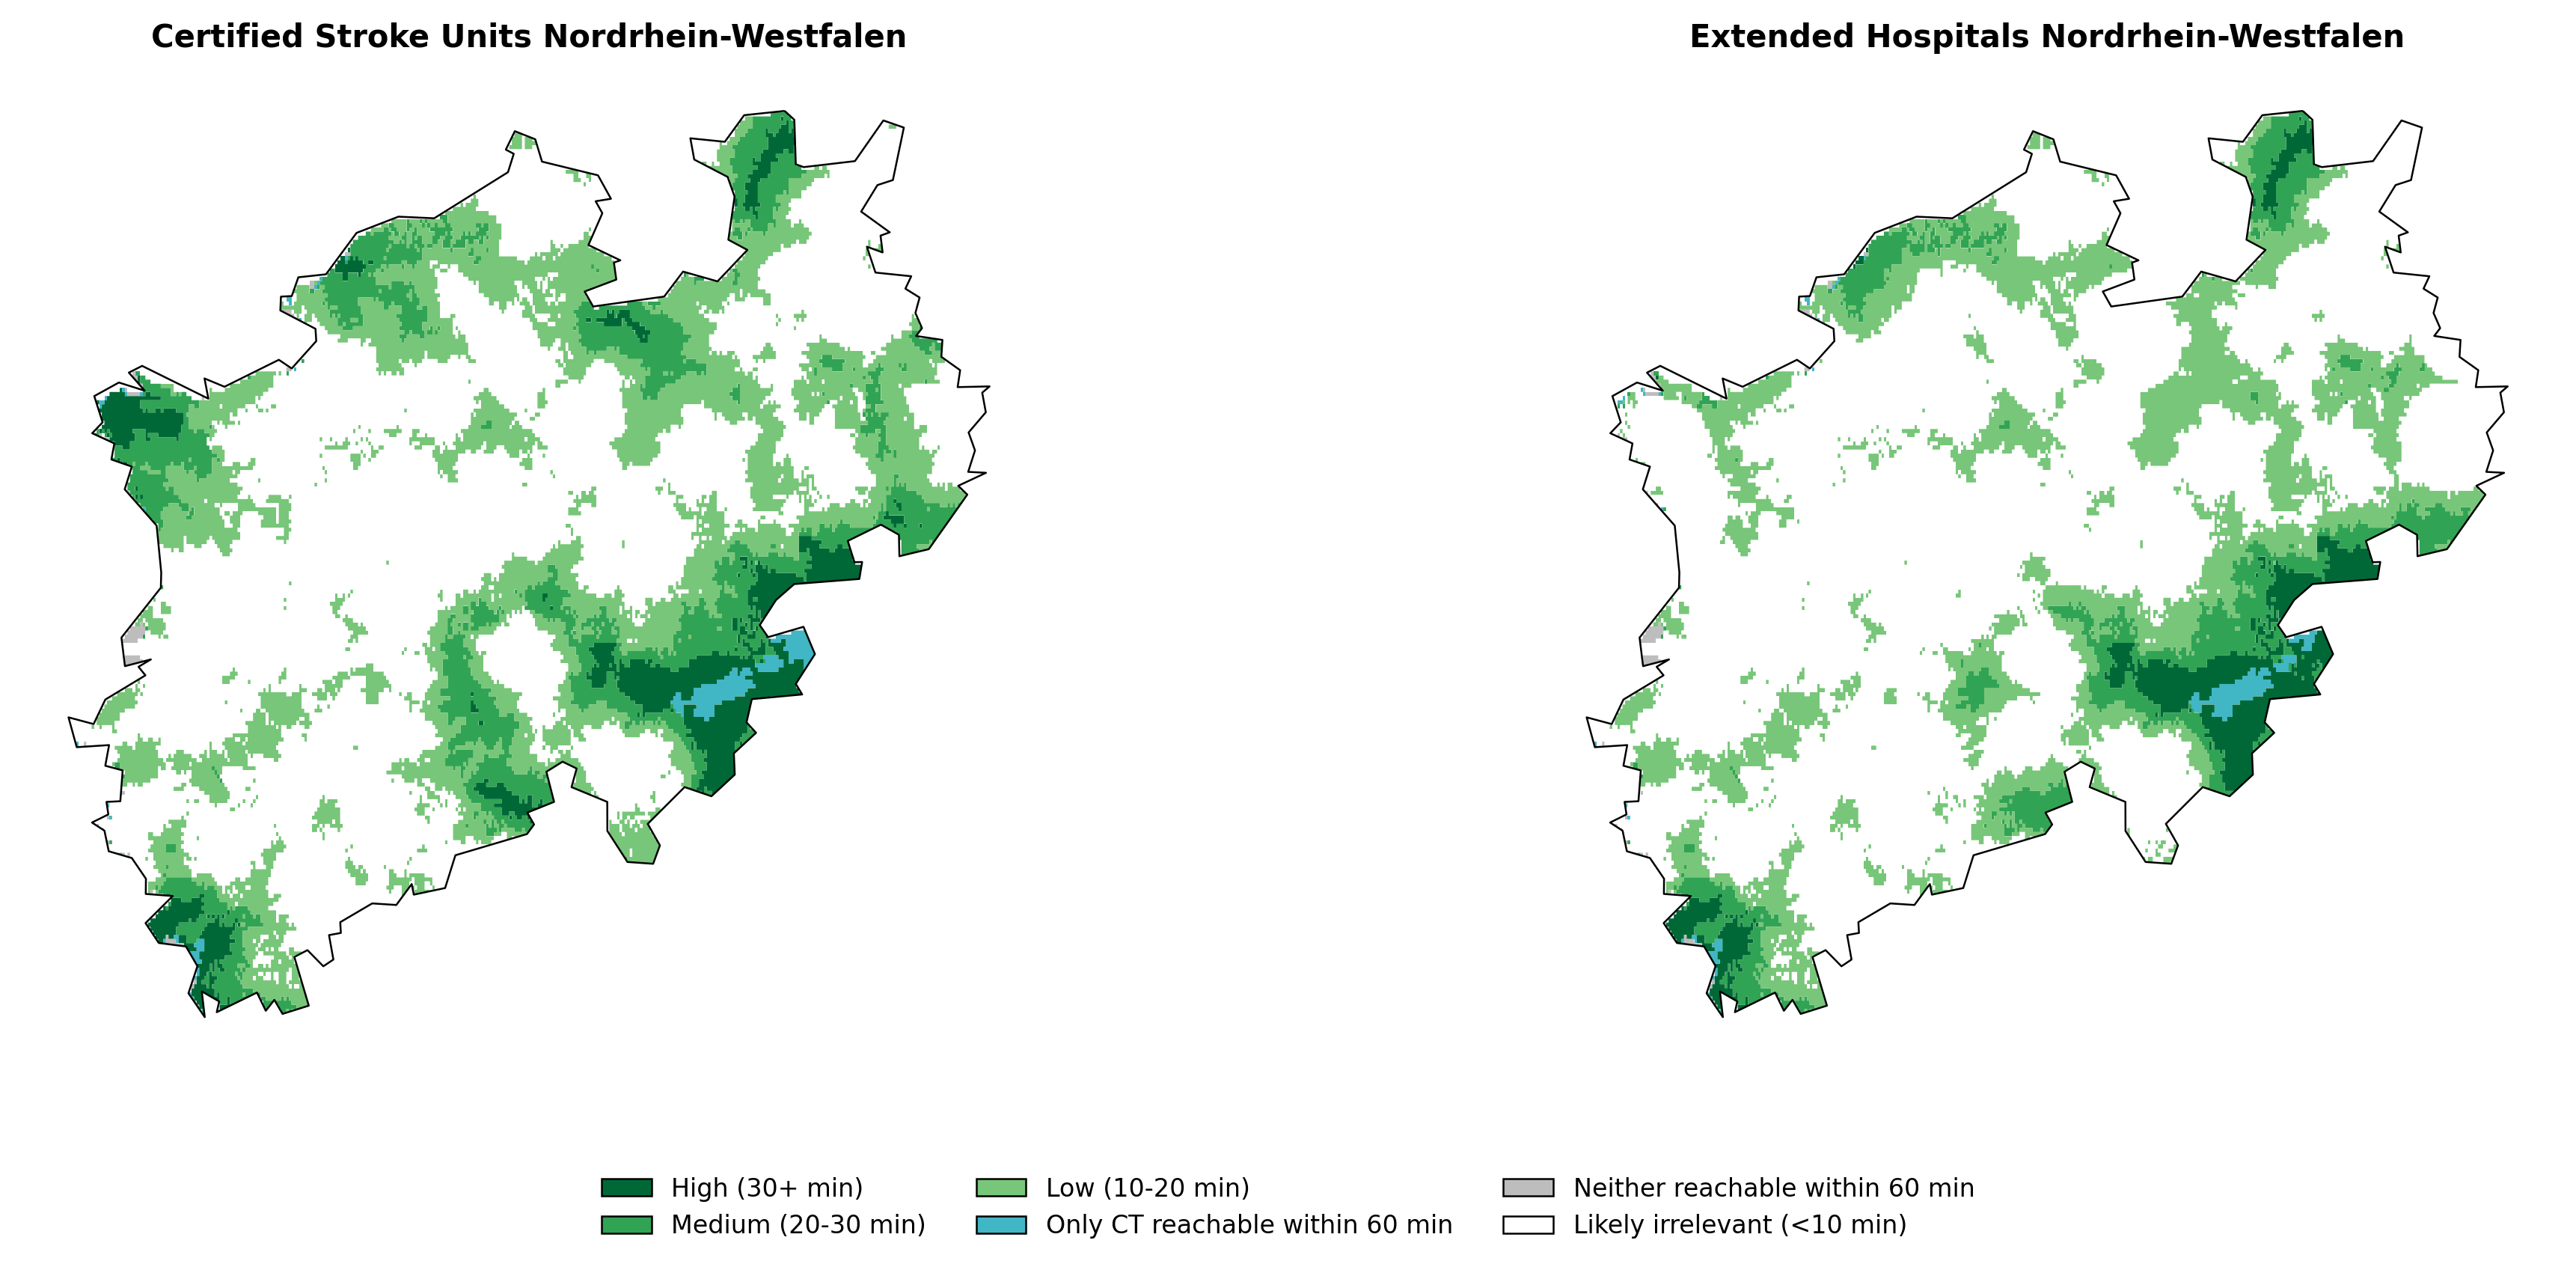 Certified Stroke Units Nordrhein-Westfalen
Extended Hospitals Nordrhein-Westfalen
High (30+ min)
Medium (20-30 min)
Low (10-20 min)
Only CT reachable within 60 min
Neither reachable within 60 min
Likely irrelevant (<10 min)